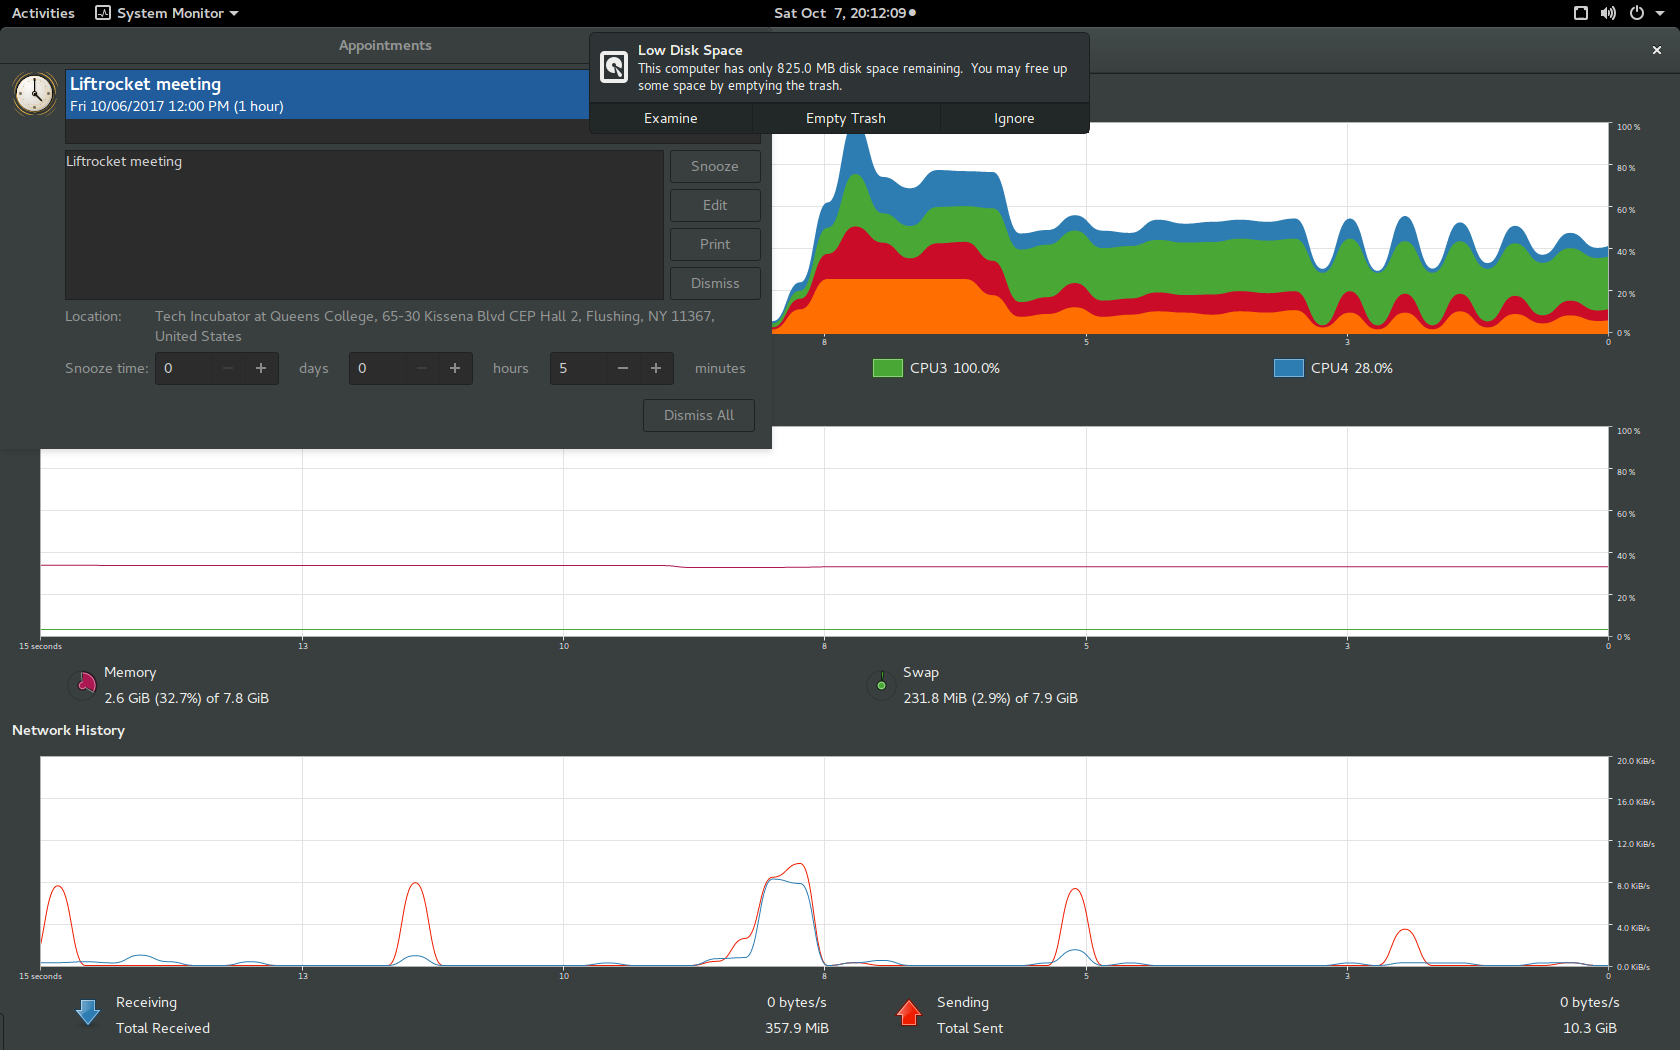 Activities
System Monitor
Sat Oct  7, 20:12:09
Appointments
Liftrocket meeting
Fri 10/06/2017 12:00 PM (1 hour)
Low Disk Space
This computer has only 825.0 MB disk space remaining.  You may free up
some space by emptying the trash.
Examine
Empty Trash
Ignore
Liftrocket meeting
Snooze
Edit
Print
Dismiss
Location:
Tech Incubator at Queens College, 65-30 Kissena Blvd CEP Hall 2, Flushing, NY 11367,
United States
Snooze time:
0
days
0
hours
5
minutes
Dismiss All
100 %
80 %
60 %
40 %
20 %
0 %
8
5
3
0
CPU3 100.0%
CPU4 28.0%
100 %
80 %
60 %
40 %
20 %
0 %
15 seconds
13
10
8
5
3
0
Memory
2.6 GiB (32.7%) of 7.8 GiB
Swap
231.8 MiB (2.9%) of 7.9 GiB
Network History
20.0 KiB/s
16.0 KiB/s
12.0 KiB/s
8.0 KiB/s
4.0 KiB/s
0.0 KiB/s
15 seconds
13
10
8
5
3
0
Receiving
0 bytes/s
Total Received
357.9 MiB
Sending
0 bytes/s
Total Sent
10.3 GiB